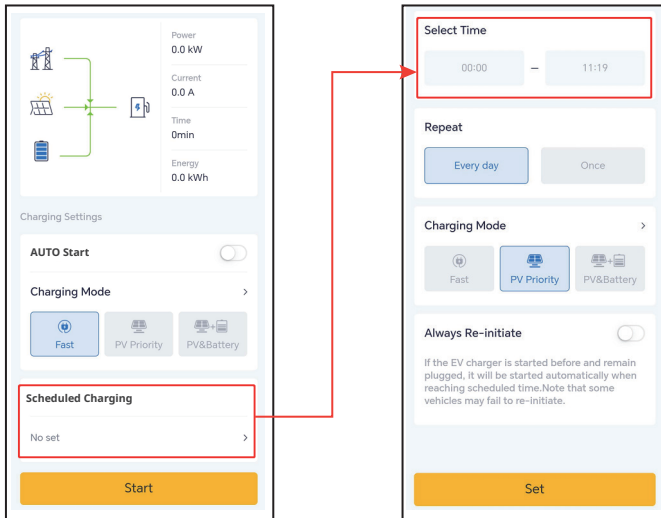 Power
0.0 kW
Current
0.0 A
Time
0min
Energy
0.0 kWh
Charging Settings
AUTO Start
Charging Mode
Fast
PV Priority
PV&Battery
Scheduled Charging
No set
Start
Select Time
00:00
–
11:19
Repeat
Every day
Once
Charging Mode
Fast
PV Priority
PV&Battery
Always Re-initiate
If the EV charger is started before and remain
plugged, it will be started automatically when
reaching scheduled time.Note that some
vehicles may fail to re-initiate.
Set